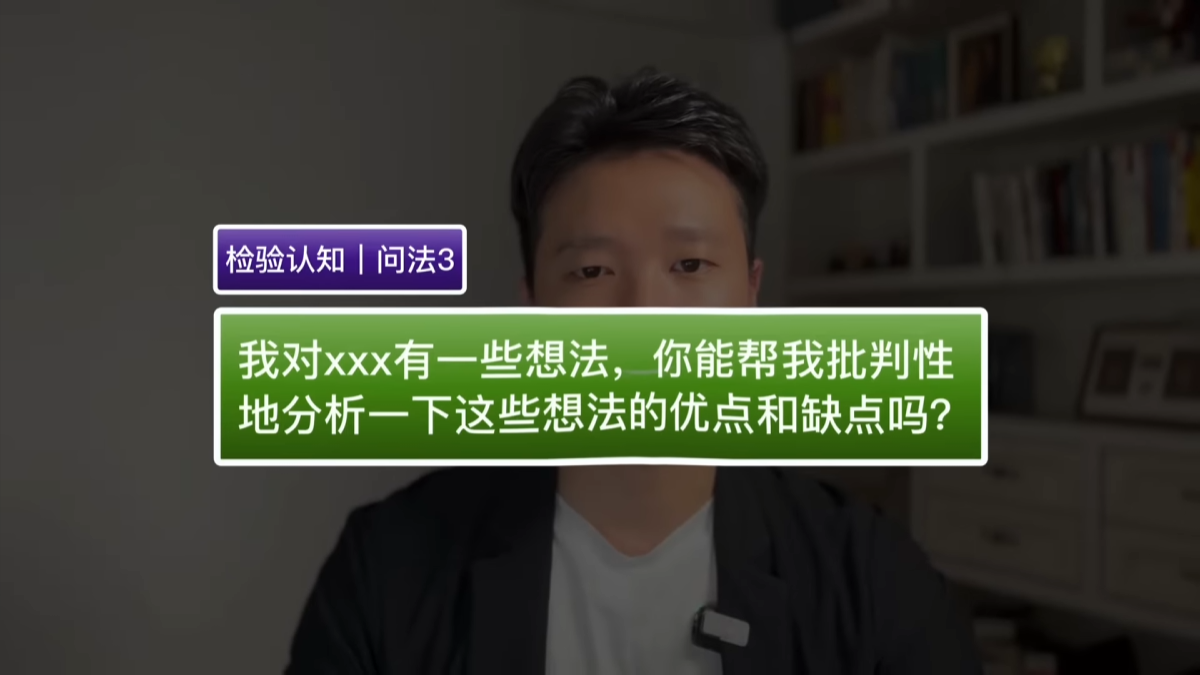 检验认知｜问法3
我对xxx有一些想法，你能帮我批判性
地分析一下这些想法的优点和缺点吗？